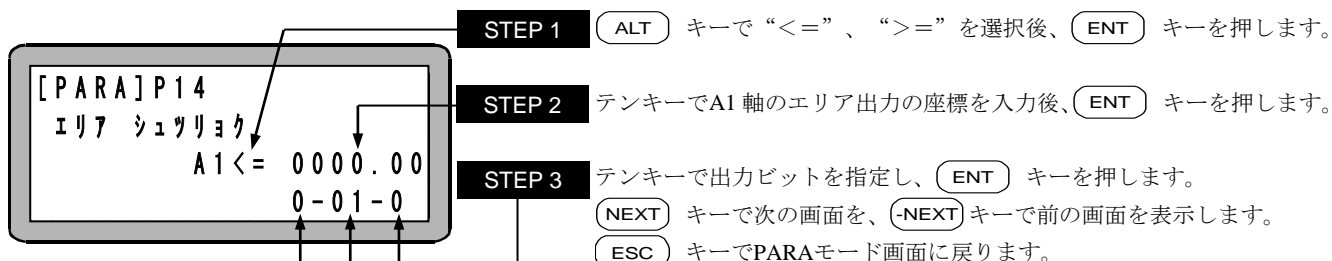 STEP 1 ALT キーで“<=”、“>=”を選択後、ENT キーを押します。
[PARA]P14
STEP 2 テンキーでA1 軸のエリア出力の座標を入力後、ENT キーを押します。
エリア シュツリョク
A1<= 0000.00
STEP 3 テンキーで出力ビットを指定し、ENT キーを押します。
0-01-0
NEXT キーで次の画面を、-NEXTキーで前の画面を表示します。
ESC キーでPARAモード画面に戻ります。